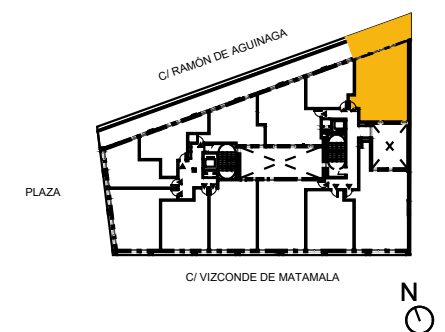 C/ RAMÓN DE AGUINAGA
PLAZA
C/ VIZCONDE DE MATAMALA
N